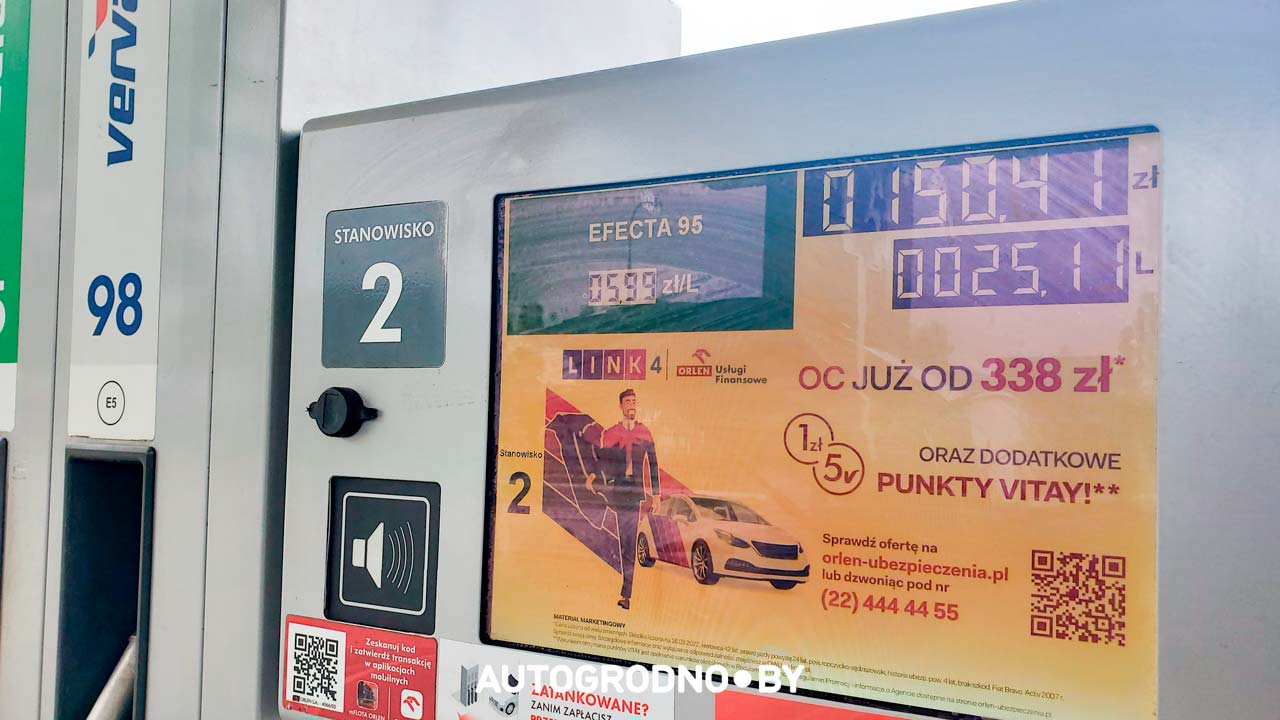 verva
98
E5
STANOWISKO
2
EFECTA 95
0599 zł/L
0150,41 zł
0025,11 L
LINK4
ORLEN Usługi
Finansowe
OC JUŻ OD 338 zł*
1zł
5v
ORAZ DODATKOWE
PUNKTY VITAY!**
Stanowisko
2
Sprawdź ofertę na
orlen-ubezpieczenia.pl
lub dzwoniąc pod nr
(22) 444 44 55
MATERIAŁ MARKETINGOWY
Zeskanuj kod
i zatwierdź transakcję
w aplikacjach
mobilnych
ZATANKOWANE?
ZANIM ZAPŁACISZ
AUTOGRODNO•BY